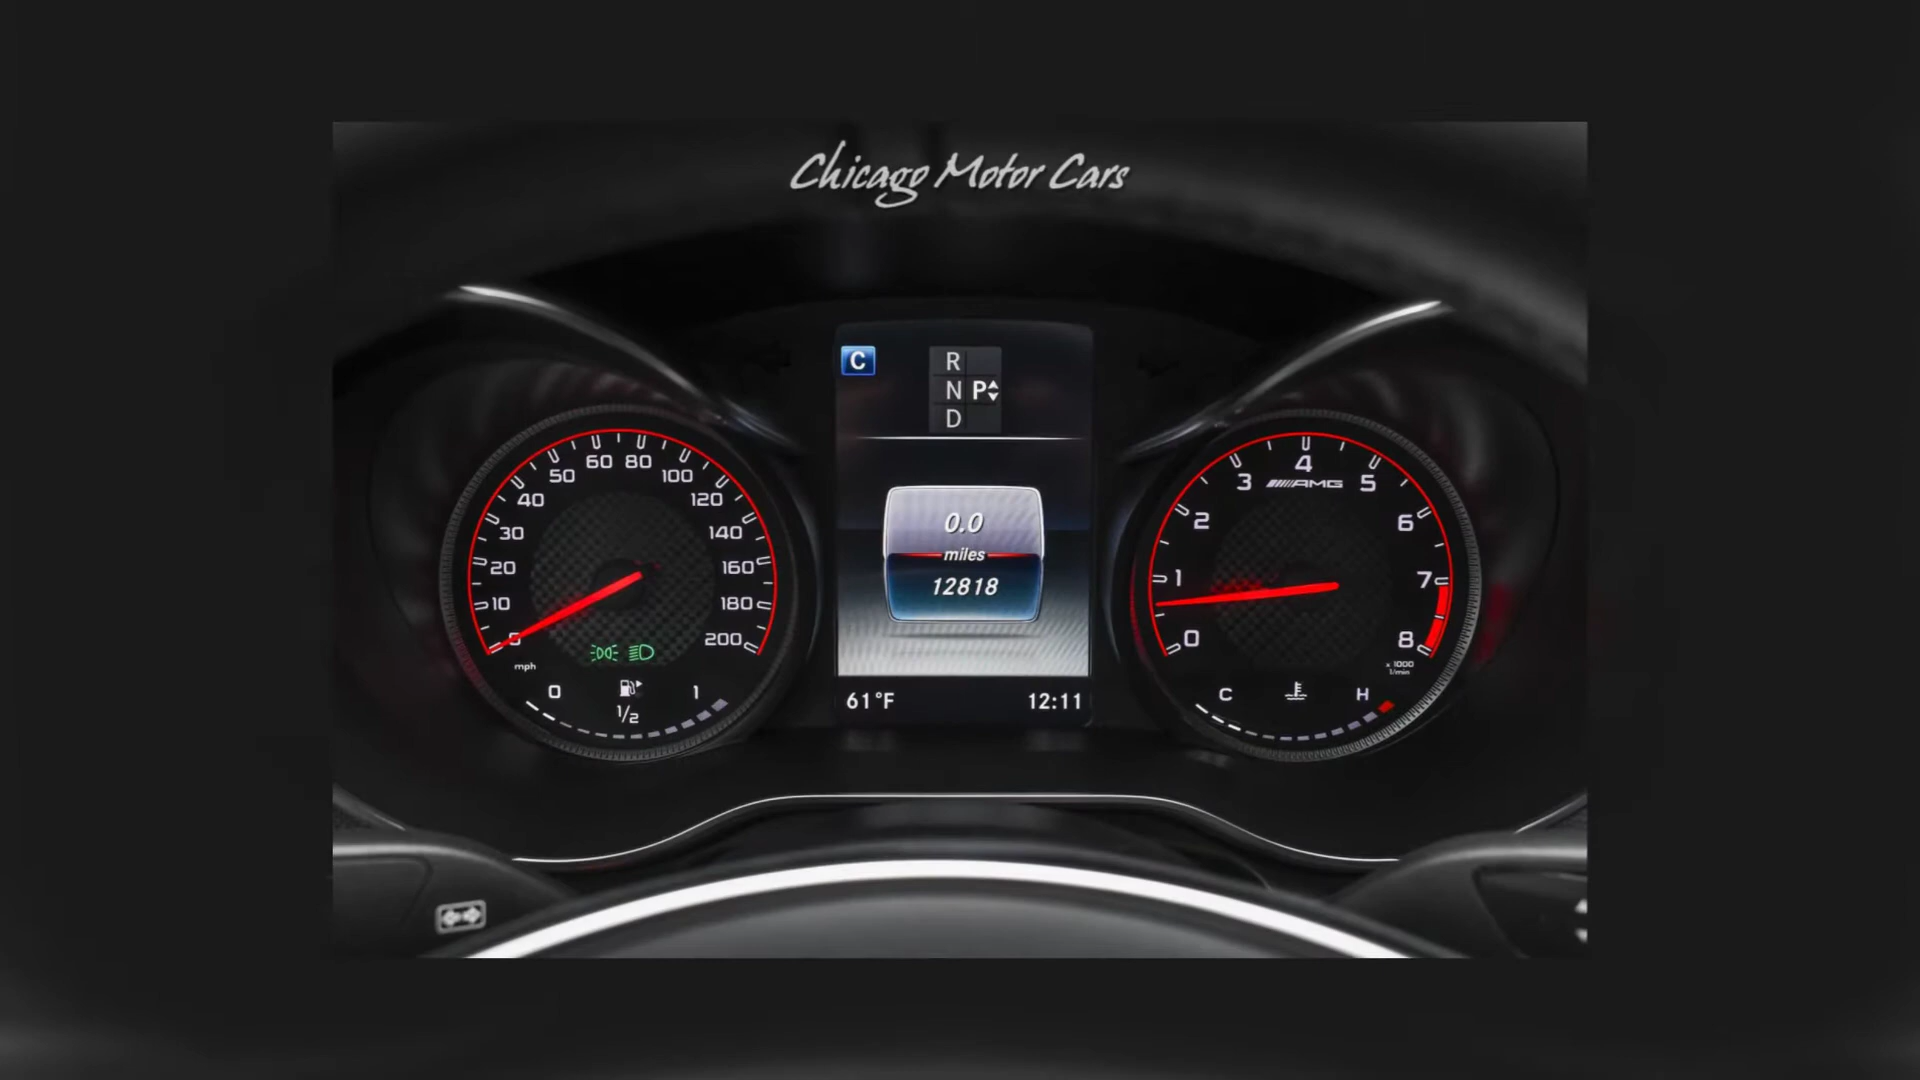 Chicago Motor Cars
C
R
N P
D
0 10 20 30 40 50 60 80 100 120 140 160 180 200
mph
0 1/2 1
0.0
miles
12818
61°F 12:11
0 1 2 3 4 5 6 7 8
AMG
x 1000
1/min
C H